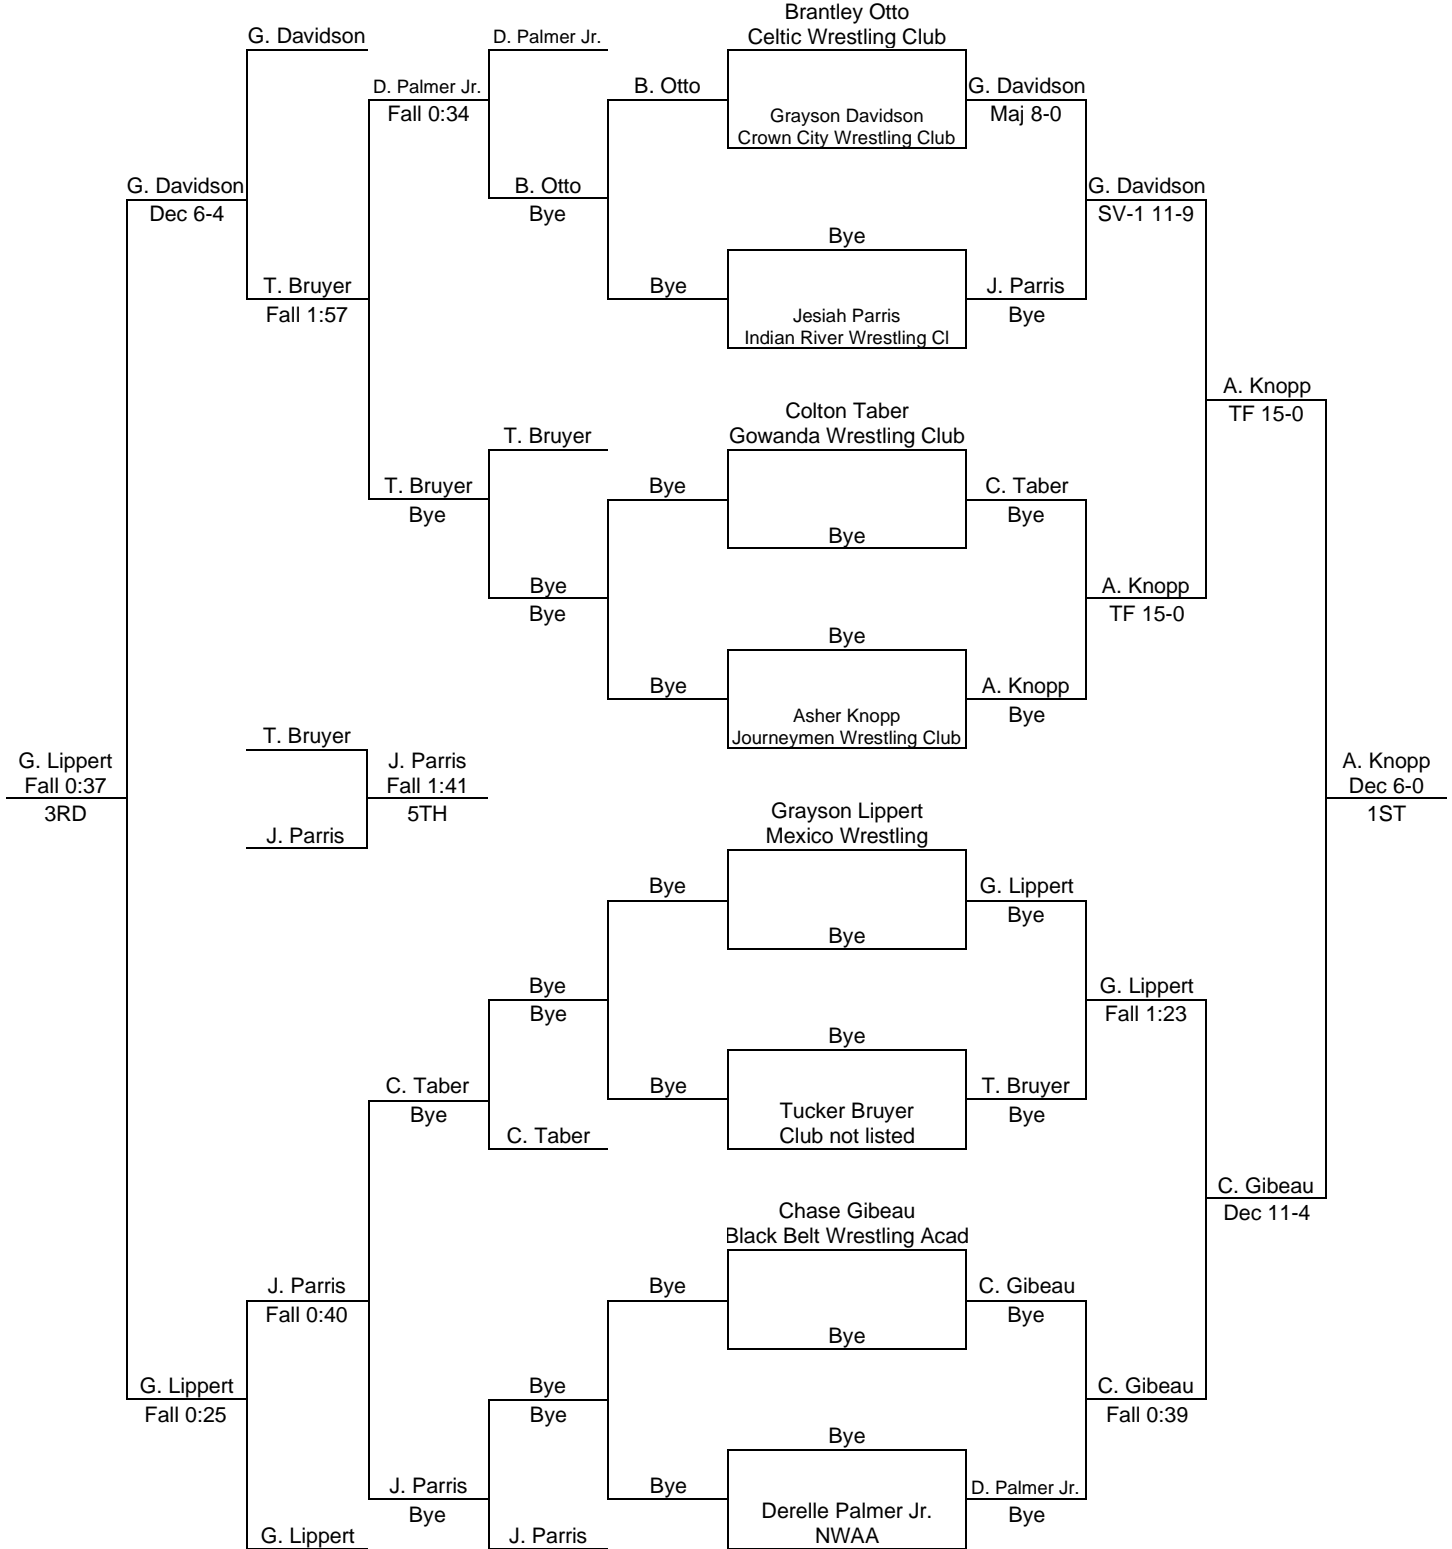 Brantley Otto
G. Davidson
D. Palmer Jr.
Celtic Wrestling Club
D. Palmer Jr.
B. Otto
G. Davidson
Fall 0:34
Grayson Davidson
Maj 8-0
Crown City Wrestling Club
G. Davidson
B. Otto
G. Davidson
Dec 6-4
Bye
SV-1 11-9
Bye
T. Bruyer
Bye
J. Parris
Fall 1:57
Jesiah Parris
Bye
Indian River Wrestling Cl
A. Knopp
Colton Taber
TF 15-0
T. Bruyer
Gowanda Wrestling Club
T. Bruyer
Bye
C. Taber
Bye
Bye
Bye
Bye
A. Knopp
Bye
TF 15-0
Bye
Bye
A. Knopp
Asher Knopp
Bye
T. Bruyer
Journeymen Wrestling Club
G. Lippert
J. Parris
A. Knopp
Fall 0:37
Fall 1:41
Dec 6-0
3RD
5TH
Grayson Lippert
1ST
J. Parris
Mexico Wrestling
Bye
G. Lippert
Bye
Bye
Bye
G. Lippert
Bye
Fall 1:23
Bye
C. Taber
Bye
T. Bruyer
Bye
Tucker Bruyer
Bye
C. Taber
Club not listed
C. Gibeau
Chase Gibeau
Dec 11-4
Black Belt Wrestling Acad
J. Parris
Bye
C. Gibeau
Fall 0:40
Bye
Bye
G. Lippert
Bye
C. Gibeau
Fall 0:25
Bye
Fall 0:39
Bye
J. Parris
Bye
D. Palmer Jr.
Bye
Derelle Palmer Jr.
Bye
G. Lippert
J. Parris
NWAA